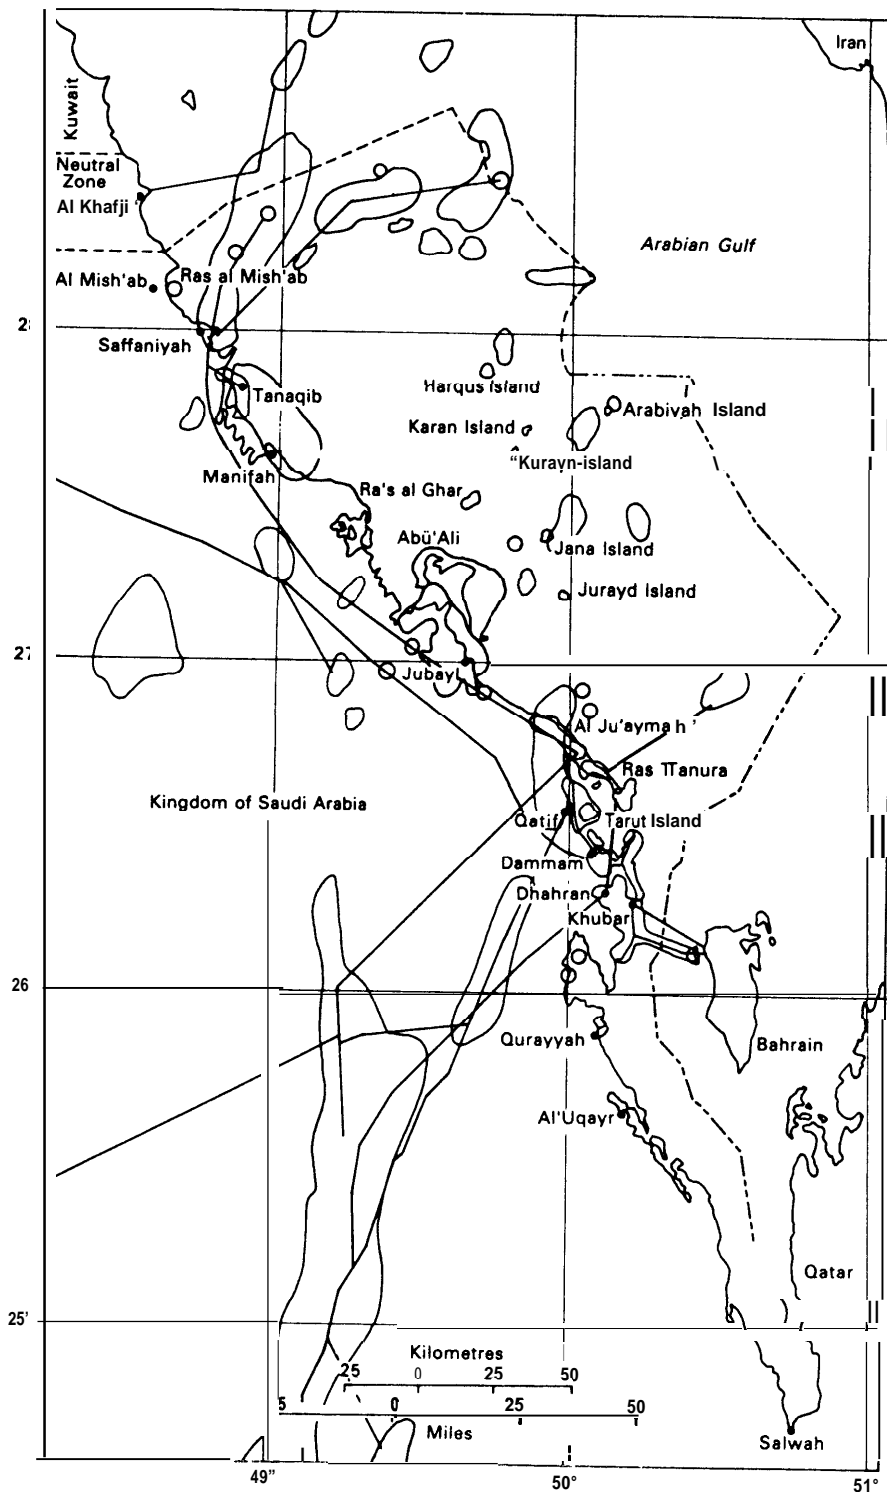 Iran
Kuwait
Neutral
Zone
Al Khafji
Arabian Gulf
Al Mish'ab
Ras al Mish'ab
Saffaniyah
Harqus Island
Tanaqib
Arabiyah Island
Karan Island
“Kurayn-island
Manifah
Ra's al Ghar
Abü'Ali
Jana Island
Jurayd Island
27
Jubayl
Al Ju'aymah
Ras Tanura
Kingdom of Saudi Arabia
Qatif
Tarut Island
Dammam
Dhahran
Khubar
26
Qurayyah
Bahrain
Al'Uqayr
Qatar
25'
Kilometres
25 0 25 50
5 0 25 50
Miles
Salwah
49"
50°
51°